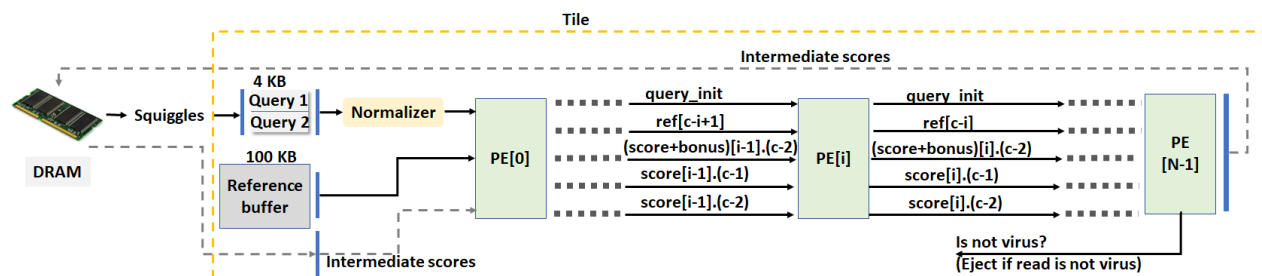 Tile
Intermediate scores
4 KB
Query 1
Query 2
Normalizer
Squiggles
DRAM
100 KB
Reference
buffer
Intermediate scores
PE[0]
query_init
ref[c-i+1]
(score+bonus)[i-1].(c-2)
score[i-1].(c-1)
score[i-1].(c-2)
PE[i]
query_init
ref[c-i]
(score+bonus)[i].(c-2)
score[i].(c-1)
score[i].(c-2)
PE
[N-1]
Is not virus?
(Eject if read is not virus)